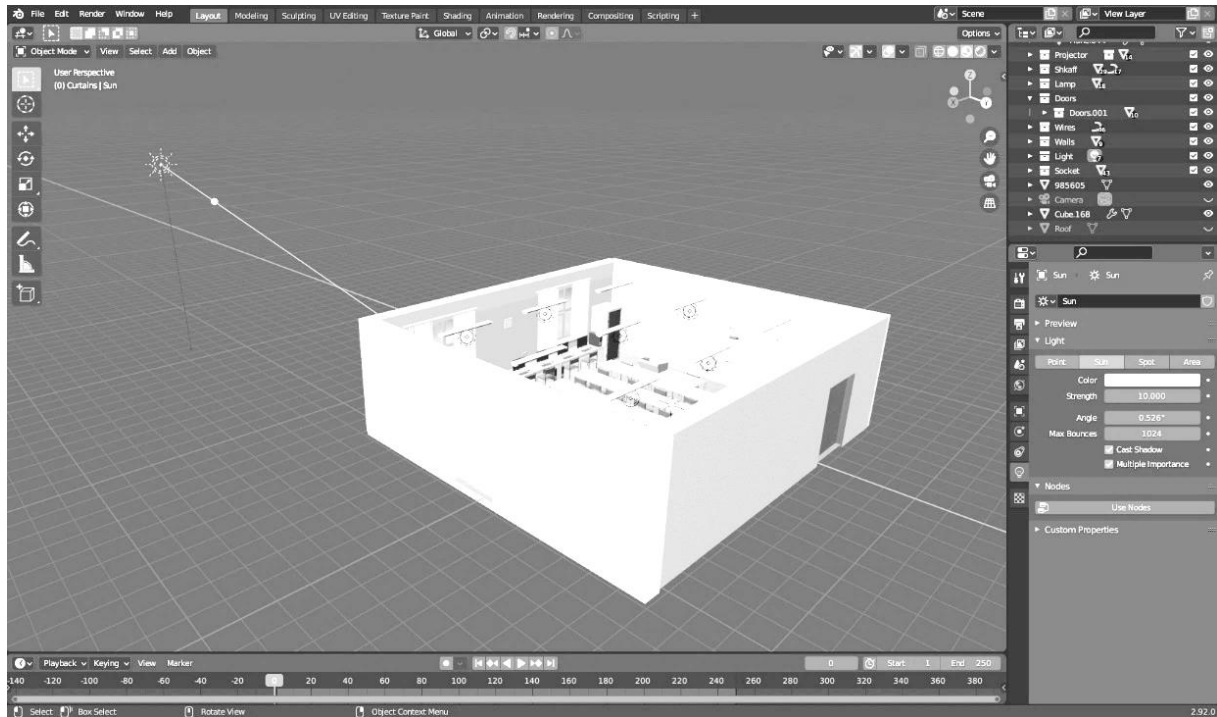 File Edit Render Window Help Layout Modeling Sculpting UV Editing Texture Paint Shading Animation Rendering Compositing Scripting + Scene View Layer
Global Options
Object Mode View Select Add Object
User Perspective
(0) Curtains | Sun
Z
Projector 14
Shkaff
Lamp
Doors
Doors.001 10
Wires
Walls
Light 7
Socket
985605
Camera
Cube.168
Roof
Sun Sun
Sun
Preview
Light
Point Sun Spot Area
Color
Strength 10.000
Angle 0.526°
Max Bounces 1024
Cast Shadow
Multiple Importance
Nodes
Use Nodes
Custom Properties
Playback Keying View Marker 0 Start 1 End 250
-140 -120 -100 -80 -60 -40 -20 0 20 40 60 80 100 120 140 160 180 200 220 240 260 280 300 320 340 360 380
Select Box Select Rotate View Object Context Menu 2.92.0